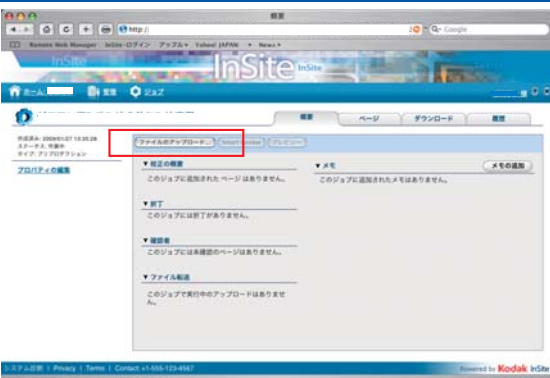 概要
http://
Google
Remote Web Manager InSite-ログイン アップル Yahoo! JAPAN News
InSite
InSite InSite
ホーム
管理
ジョブ
概要 ページ ダウンロード 履歴
作成済み: 2009/01/27 13:35:28
ステータス: 作業中
タイプ: プリプロダクション
プロパティの編集
ファイルのアップロード... Smart Review プレビュー
▼校正の概要
このジョブに追加された ページ はありません。
▼折丁
このジョブには折丁がありません。
▼確認者
このジョブには未確認のページはありません。
▼ファイル転送
このジョブで実行中のアップロードはありません。
▼メモ
メモの追加
このジョブに追加されたメモはありません。
システム診断 | Privacy | Terms | Contact +1-555-123-4567
Powered by Kodak InSite